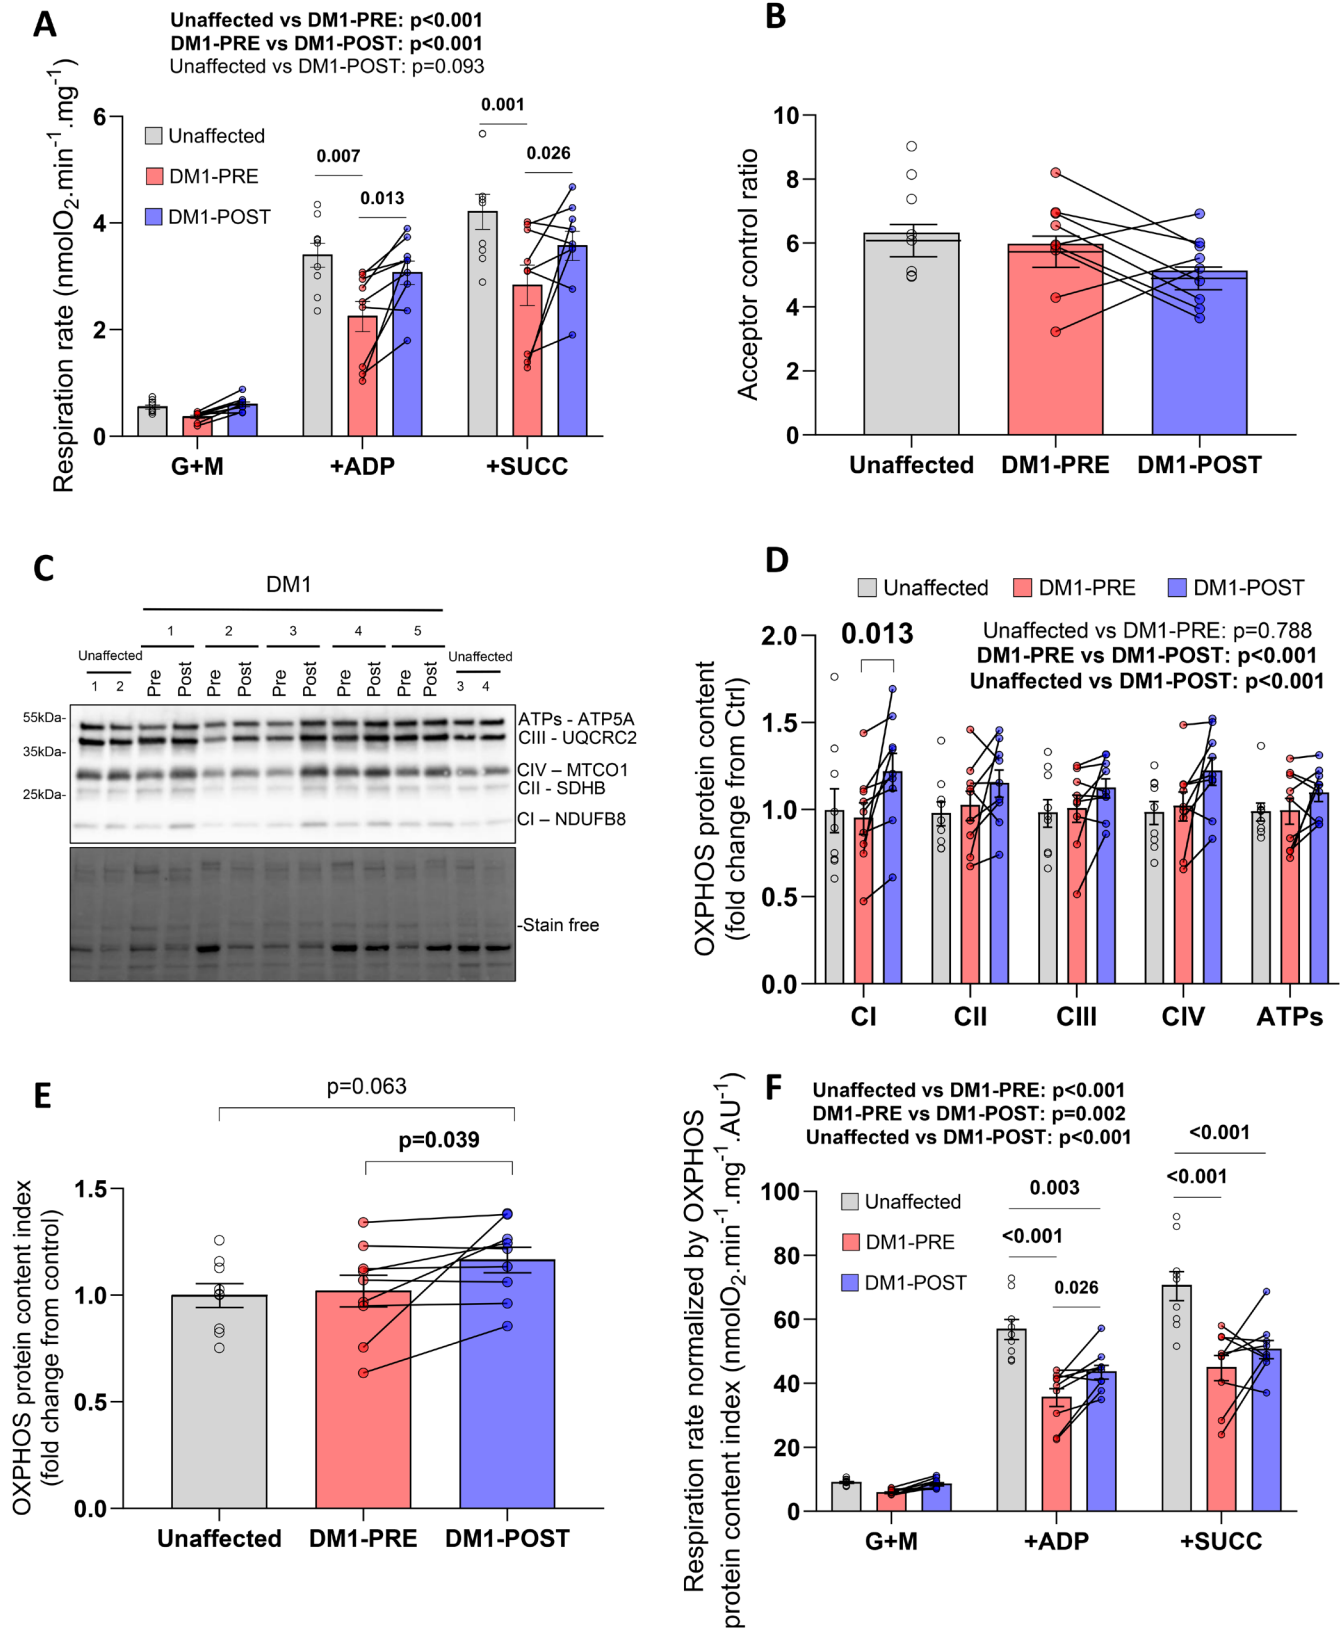 A
Unaffected vs DM1-PRE: p<0.001
DM1-PRE vs DM1-POST: p<0.001
Unaffected vs DM1-POST: p=0.093
Respiration rate (nmolO2.min-1.mg-1)
6
4
2
0
Unaffected
DM1-PRE
DM1-POST
0.007
0.013
0.001
0.026
G+M
+ADP
+SUCC
B
Acceptor control ratio
10
8
6
4
2
0
Unaffected
DM1-PRE
DM1-POST
C
DM1
1
2
3
4
5
Unaffected
1 2
Pre
Post
Pre
Post
Pre
Post
Pre
Post
Pre
Post
Unaffected
3 4
55kDa-
35kDa-
25kDa-
ATPs - ATP5A
CIII - UQCRC2
CIV – MTCO1
CII - SDHB
CI – NDUFB8
-Stain free
D
Unaffected
DM1-PRE
DM1-POST
Unaffected vs DM1-PRE: p=0.788
DM1-PRE vs DM1-POST: p<0.001
Unaffected vs DM1-POST: p<0.001
0.013
OXPHOS protein content
(fold change from Ctrl)
2.0
1.5
1.0
0.5
0.0
CI
CII
CIII
CIV
ATPs
E
p=0.063
p=0.039
OXPHOS protein content index
(fold change from control)
1.5
1.0
0.5
0.0
Unaffected
DM1-PRE
DM1-POST
F
Unaffected vs DM1-PRE: p<0.001
DM1-PRE vs DM1-POST: p=0.002
Unaffected vs DM1-POST: p<0.001
Respiration rate normalized by OXPHOS
protein content index (nmolO2.min-1.mg-1.AU-1)
100
80
60
40
20
0
Unaffected
DM1-PRE
DM1-POST
0.003
<0.001
0.026
<0.001
<0.001
G+M
+ADP
+SUCC